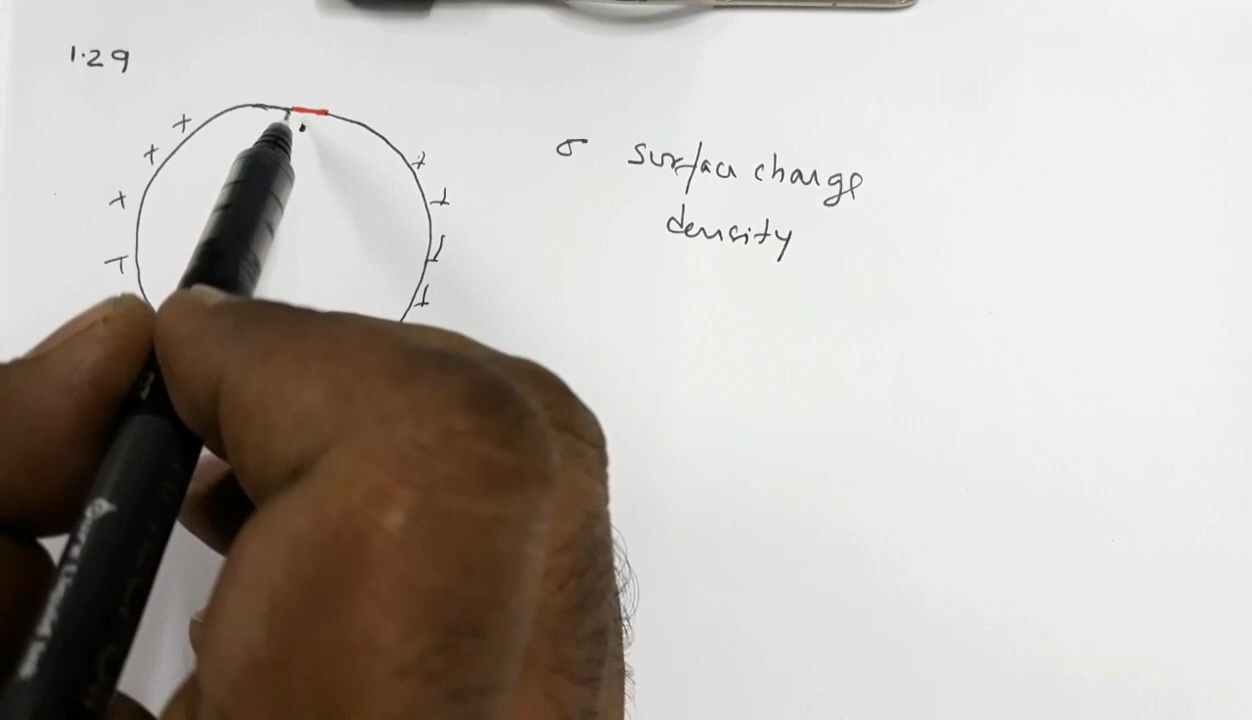 1.29
σ surface charge
density